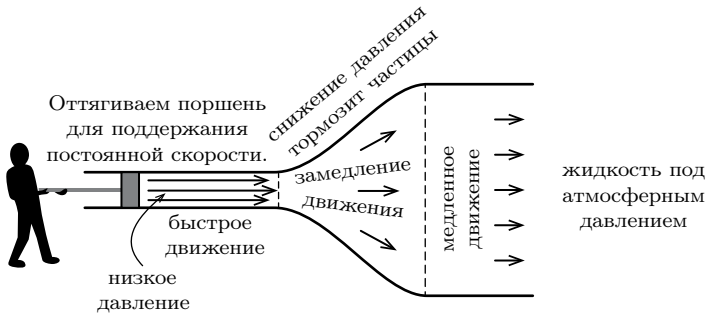 Оттягиваем поршень
для поддержания
постоянной скорости.
снижение давления
тормозит частицы
замедление
движения
медленное
движение
жидкость под
атмосферным
давлением
быстрое
движение
низкое
давление